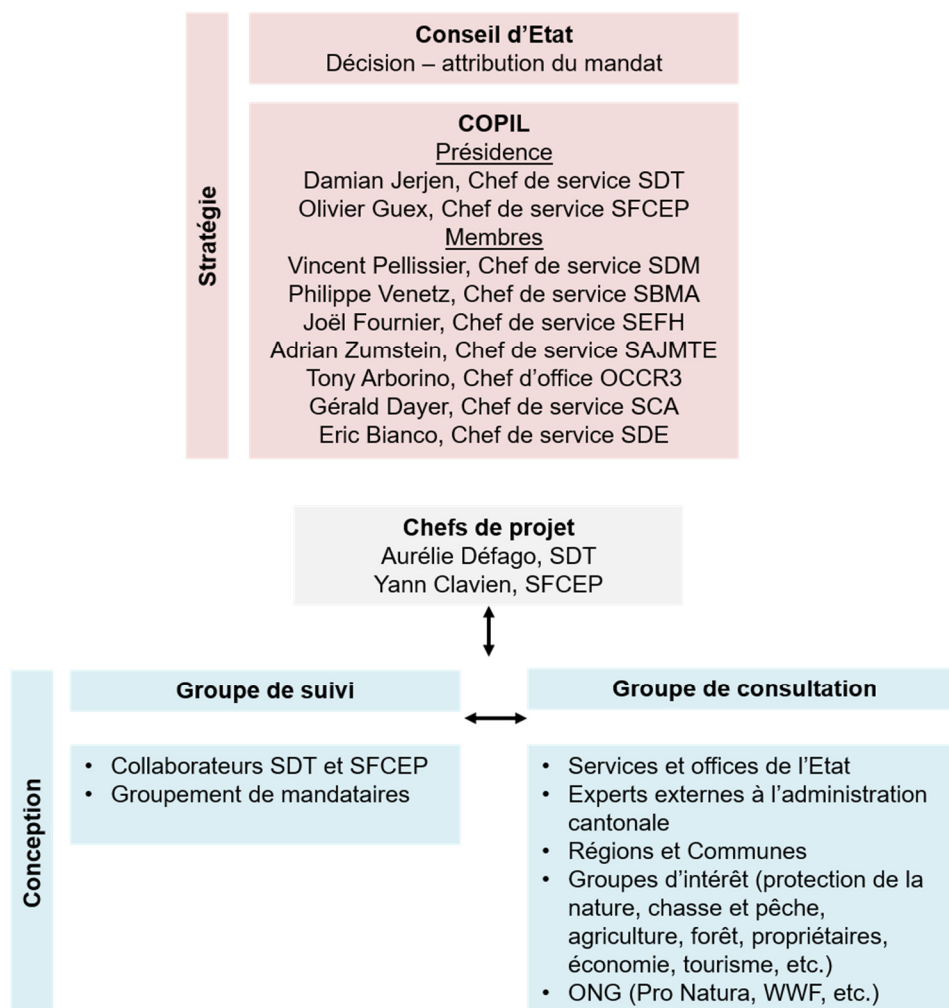 Stratégie
Conseil d'Etat
Décision – attribution du mandat
COPIL
Présidence
Damian Jerjen, Chef de service SDT
Olivier Guex, Chef de service SFCEP
Membres
Vincent Pellissier, Chef de service SDM
Philippe Venetz, Chef de service SBMA
Joël Fournier, Chef de service SEFH
Adrian Zumstein, Chef de service SAJMTE
Tony Arborino, Chef d'office OCCR3
Gérald Dayer, Chef de service SCA
Eric Bianco, Chef de service SDE
Chefs de projet
Aurélie Défago, SDT
Yann Clavien, SFCEP
Conception
Groupe de suivi
• Collaborateurs SDT et SFCEP
• Groupement de mandataires
Groupe de consultation
• Services et offices de l'Etat
• Experts externes à l'administration
cantonale
• Régions et Communes
• Groupes d'intérêt (protection de la
nature, chasse et pêche,
agriculture, forêt, propriétaires,
économie, tourisme, etc.)
• ONG (Pro Natura, WWF, etc.)